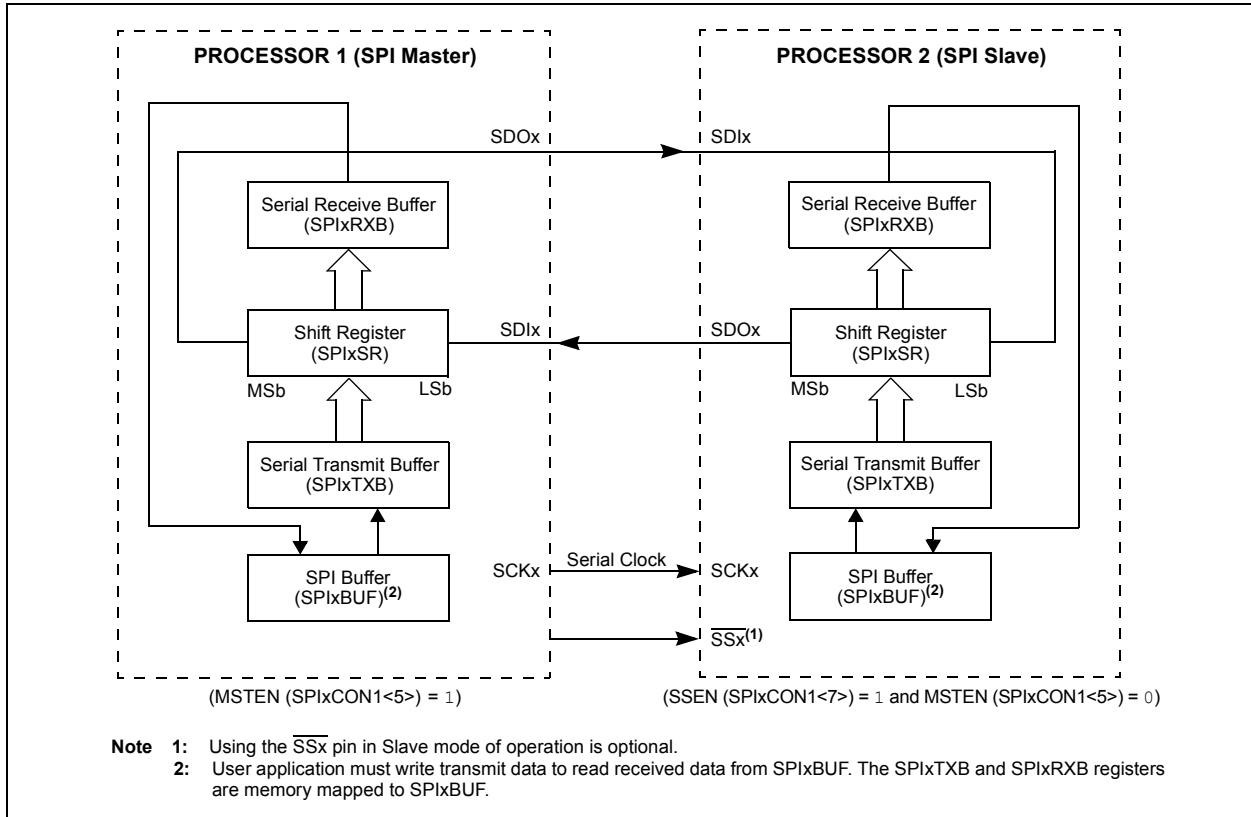 PROCESSOR 1 (SPI Master)
PROCESSOR 2 (SPI Slave)
SDOx
SDIx
Serial Receive Buffer
(SPIxRXB)
Serial Receive Buffer
(SPIxRXB)
Shift Register
(SPIxSR)
SDIx
SDOx
Shift Register
(SPIxSR)
MSb
LSb
MSb
LSb
Serial Transmit Buffer
(SPIxTXB)
Serial Transmit Buffer
(SPIxTXB)
SPI Buffer
(SPIxBUF)(2)
SCKx
Serial Clock
SCKx
SPI Buffer
(SPIxBUF)(2)
SSx(1)
(MSTEN (SPIxCON1<5>) = 1)
(SSEN (SPIxCON1<7>) = 1 and MSTEN (SPIxCON1<5>) = 0)
Note 1: Using the SSx pin in Slave mode of operation is optional.
2: User application must write transmit data to read received data from SPIxBUF. The SPIxTXB and SPIxRXB registers
are memory mapped to SPIxBUF.